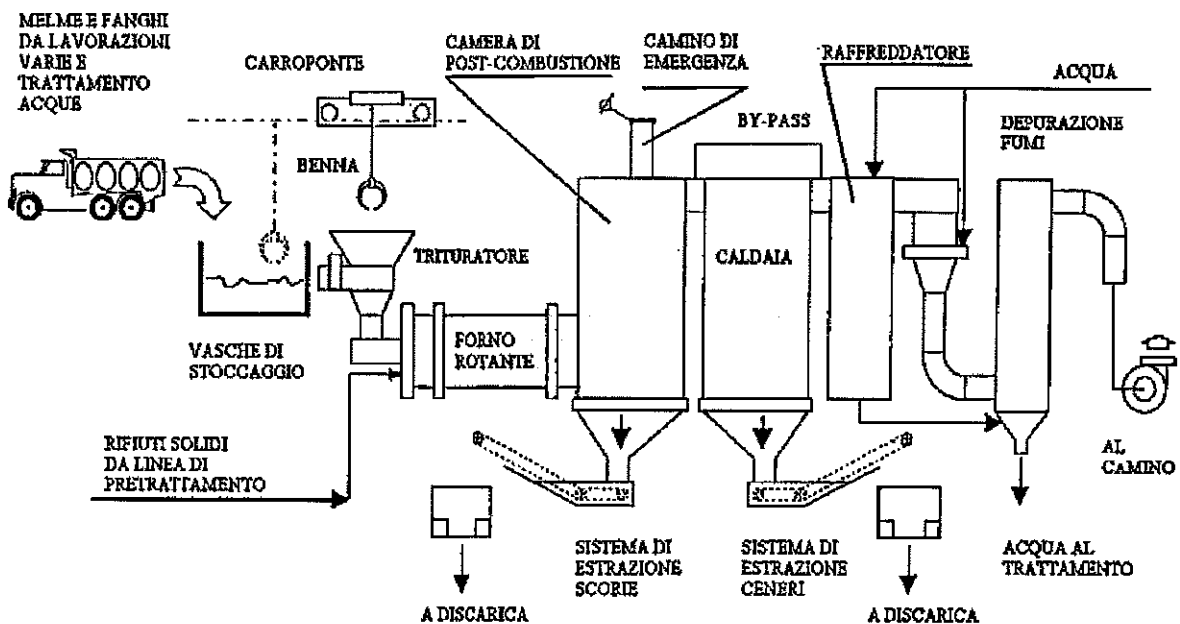 MELME E FANGHI
DA LAVORAZIONI
VARIE E
TRATTAMENTO
ACQUE
CARROPONTE
CAMERA DI
POST-COMBUSTIONE
CAMINO DI
EMERGENZA
RAFFREDDATORE
ACQUA
BY-PASS
DEPURAZIONE
FUMI
BENNA
TRITURATORE
CALDAIA
VASCHE DI
STOCCAGGIO
FORNO
ROTANTE
RIFIUTI SOLIDI
DA LINEA DI
PRETRATTAMENTO
AL
CAMINO
SISTEMA DI
ESTRAZIONE
SCORIE
SISTEMA DI
ESTRAZIONE
CENERI
ACQUA AL
TRATTAMENTO
A DISCARICA
A DISCARICA